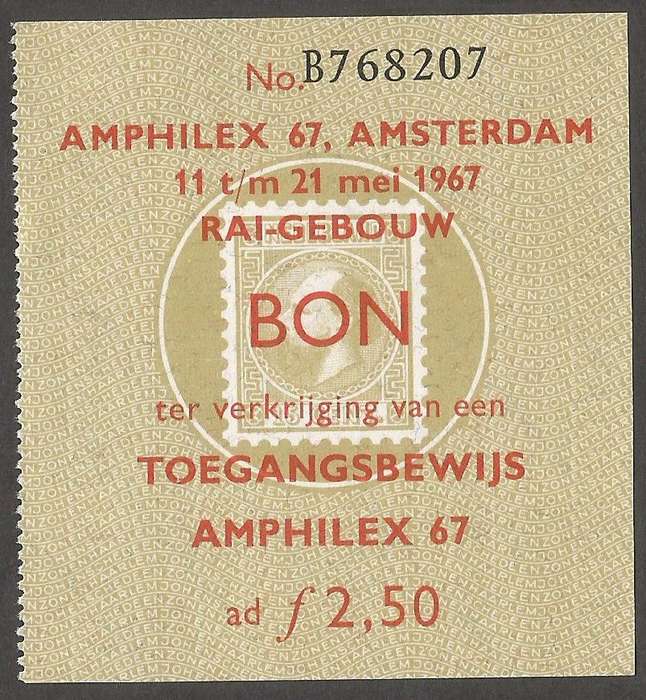 No. B768207
AMPHILEX 67, AMSTERDAM
11 t/m 21 mei 1967
RAI-GEBOUW
BON
ter verkrijging van een
TOEGANGSBEWIJS
AMPHILEX 67
ad f 2,50